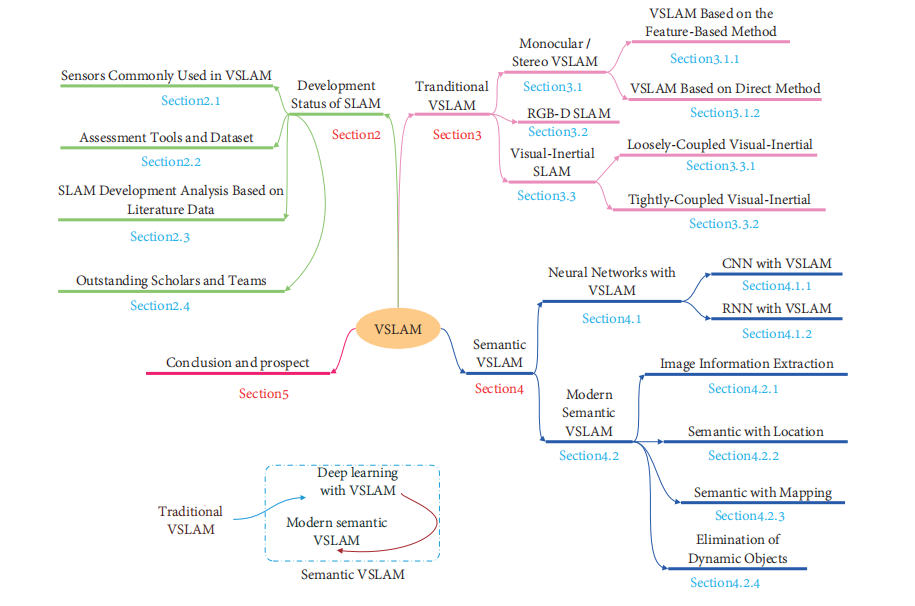 VSLAM
Development
Status of SLAM
Section2
Sensors Commonly Used in VSLAM
Section2.1
Assessment Tools and Dataset
Section2.2
SLAM Development Analysis Based on
Literature Data
Section2.3
Outstanding Scholars and Teams
Section2.4
Tranditional
VSLAM
Section3
Monocular /
Stereo VSLAM
Section3.1
VSLAM Based on the
Feature-Based Method
Section3.1.1
VSLAM Based on Direct Method
Section3.1.2
RGB-D SLAM
Section3.2
Visual-Inertial
SLAM
Section3.3
Loosely-Coupled Visual-Inertial
Section3.3.1
Tightly-Coupled Visual-Inertial
Section3.3.2
Semantic
VSLAM
Section4
Neural Networks with
VSLAM
Section4.1
CNN with VSLAM
Section4.1.1
RNN with VSLAM
Section4.1.2
Modern
Semantic
VSLAM
Section4.2
Image Information Extraction
Section4.2.1
Semantic with Location
Section4.2.2
Semantic with Mapping
Section4.2.3
Elimination of
Dynamic Objects
Section4.2.4
Conclusion and prospect
Section5
Traditional
VSLAM
Deep learning
with VSLAM
Modern semantic
VSLAM
Semantic VSLAM